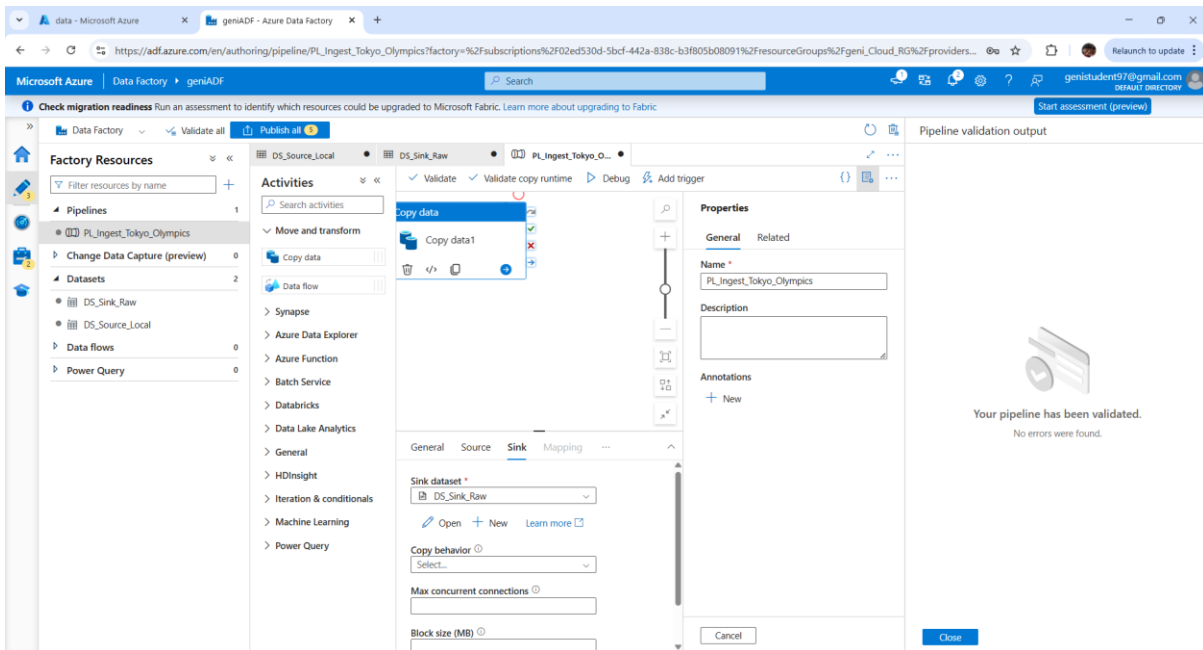 data - Microsoft Azure
geniADF - Azure Data Factory
https://adf.azure.com/en/authoring/pipeline/PL_Ingest_Tokyo_Olympics?factory=%2Fsubscriptions%2F02ed530d-5bcf-442a-838c-b3f805b08091%2FresourceGroups%2Fgeni_Cloud_RG%2Fproviders...
Relaunch to update
Microsoft Azure
Data Factory
geniADF
Search
1
2
genistudent97@gmail.com
DEFAULT DIRECTORY
Check migration readiness Run an assessment to identify which resources could be upgraded to Microsoft Fabric. Learn more about upgrading to Fabric
Start assessment (preview)
Data Factory
Validate all
Publish all 5
3
2
Factory Resources
Filter resources by name
Pipelines 1
PL_Ingest_Tokyo_Olympics
Change Data Capture (preview) 0
Datasets 2
DS_Sink_Raw
DS_Source_Local
Data flows 0
Power Query 0
DS_Source_Local
DS_Sink_Raw
PL_Ingest_Tokyo_O...
Activities
Search activities
Move and transform
Copy data
Data flow
Synapse
Azure Data Explorer
Azure Function
Batch Service
Databricks
Data Lake Analytics
General
HDInsight
Iteration & conditionals
Machine Learning
Power Query
Validate
Validate copy runtime
Debug
Add trigger
Copy data
Copy data1
General
Source
Sink
Mapping
...
Sink dataset *
DS_Sink_Raw
Open
New
Learn more
Copy behavior
Select...
Max concurrent connections
Block size (MB)
Properties
General
Related
Name *
PL_Ingest_Tokyo_Olympics
Description
Annotations
New
Cancel
Pipeline validation output
Your pipeline has been validated.
No errors were found.
Close